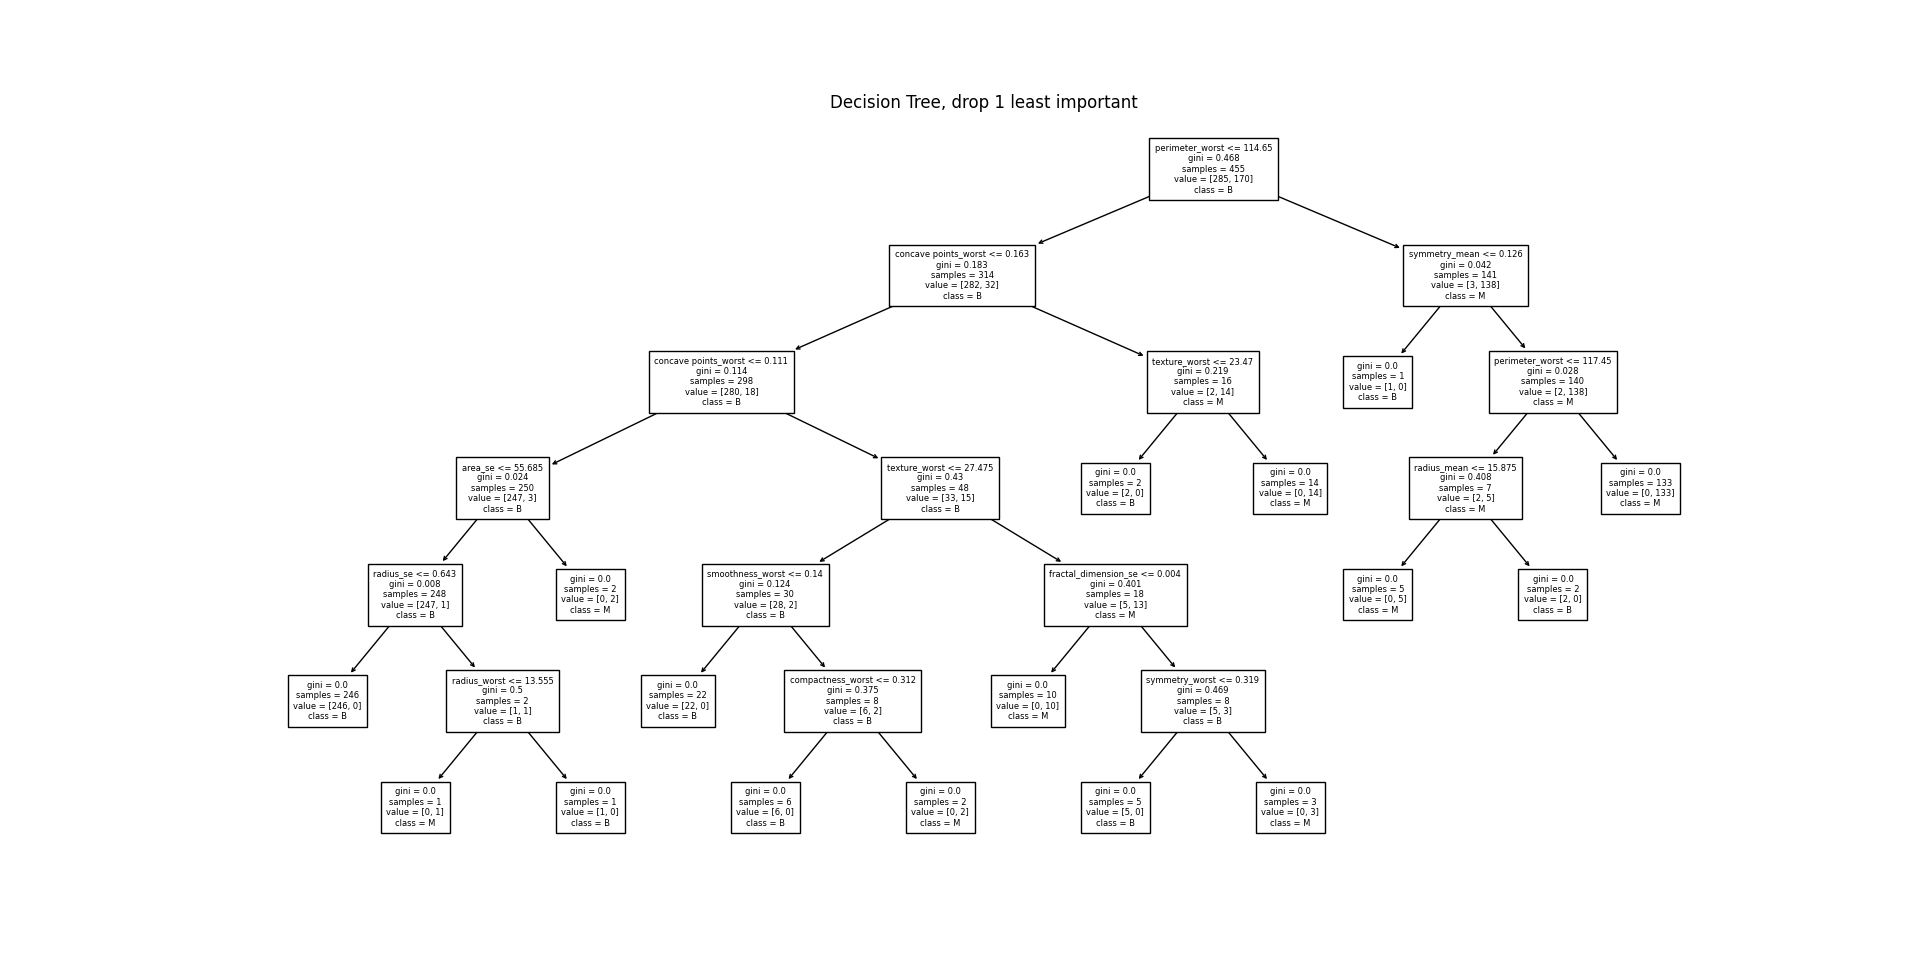 Decision Tree, drop 1 least important
perimeter_worst <= 114.65
gini = 0.468
samples = 455
value = [285, 170]
class = B
concave points_worst <= 0.163
gini = 0.183
samples = 314
value = [282, 32]
class = B
symmetry_mean <= 0.126
gini = 0.042
samples = 141
value = [3, 138]
class = M
concave points_worst <= 0.111
gini = 0.114
samples = 298
value = [280, 18]
class = B
texture_worst <= 23.47
gini = 0.219
samples = 16
value = [2, 14]
class = M
gini = 0.0
samples = 1
value = [1, 0]
class = B
perimeter_worst <= 117.45
gini = 0.028
samples = 140
value = [2, 138]
class = M
area_se <= 55.685
gini = 0.024
samples = 250
value = [247, 3]
class = B
texture_worst <= 27.475
gini = 0.43
samples = 48
value = [33, 15]
class = B
gini = 0.0
samples = 2
value = [2, 0]
class = B
gini = 0.0
samples = 14
value = [0, 14]
class = M
radius_mean <= 15.875
gini = 0.408
samples = 7
value = [2, 5]
class = M
gini = 0.0
samples = 133
value = [0, 133]
class = M
radius_se <= 0.643
gini = 0.008
samples = 248
value = [247, 1]
class = B
gini = 0.0
samples = 2
value = [0, 2]
class = M
smoothness_worst <= 0.14
gini = 0.124
samples = 30
value = [28, 2]
class = B
fractal_dimension_se <= 0.004
gini = 0.401
samples = 18
value = [5, 13]
class = M
gini = 0.0
samples = 5
value = [0, 5]
class = M
gini = 0.0
samples = 2
value = [2, 0]
class = B
gini = 0.0
samples = 246
value = [246, 0]
class = B
radius_worst <= 13.555
gini = 0.5
samples = 2
value = [1, 1]
class = B
gini = 0.0
samples = 22
value = [22, 0]
class = B
compactness_worst <= 0.312
gini = 0.375
samples = 8
value = [6, 2]
class = B
gini = 0.0
samples = 10
value = [0, 10]
class = M
symmetry_worst <= 0.319
gini = 0.469
samples = 8
value = [5, 3]
class = B
gini = 0.0
samples = 1
value = [0, 1]
class = M
gini = 0.0
samples = 1
value = [1, 0]
class = B
gini = 0.0
samples = 6
value = [6, 0]
class = B
gini = 0.0
samples = 2
value = [0, 2]
class = M
gini = 0.0
samples = 5
value = [5, 0]
class = B
gini = 0.0
samples = 3
value = [0, 3]
class = M